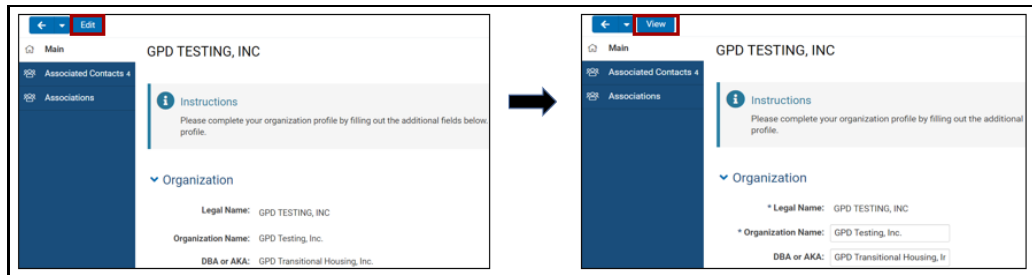 Edit
Main
Associated Contacts 4
Associations
GPD TESTING, INC
Instructions
Please complete your organization profile by filling out the additional fields below.
profile.
Organization
Legal Name: GPD TESTING, INC
Organization Name: GPD Testing, Inc.
DBA or AKA: GPD Transitional Housing, Inc.
View
Main
Associated Contacts 4
Associations
GPD TESTING, INC
Instructions
Please complete your organization profile by filling out the additional
profile.
Organization
* Legal Name: GPD TESTING, INC
* Organization Name: GPD Testing, Inc.
DBA or AKA: GPD Transitional Housing, Ir